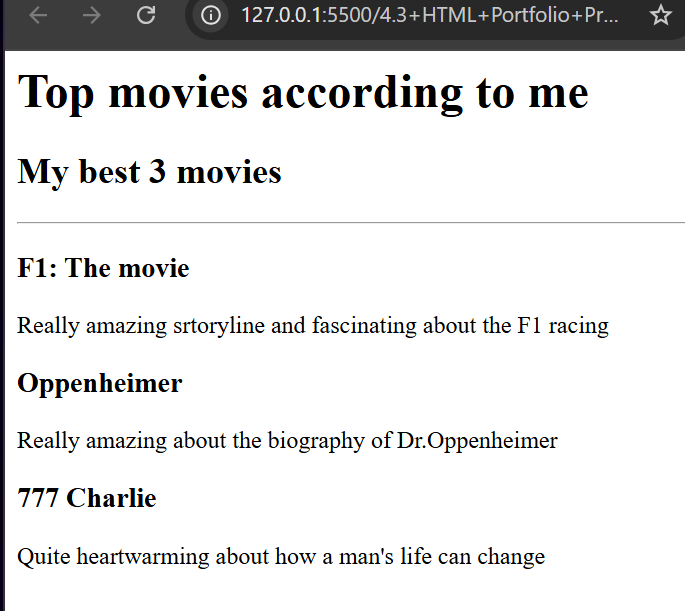 127.0.0.1:5500/4.3+HTML+Portfolio+Pr...
Top movies according to me
My best 3 movies
F1: The movie
Really amazing srtoryline and fascinating about the F1 racing
Oppenheimer
Really amazing about the biography of Dr.Oppenheimer
777 Charlie
Quite heartwarming about how a man's life can change